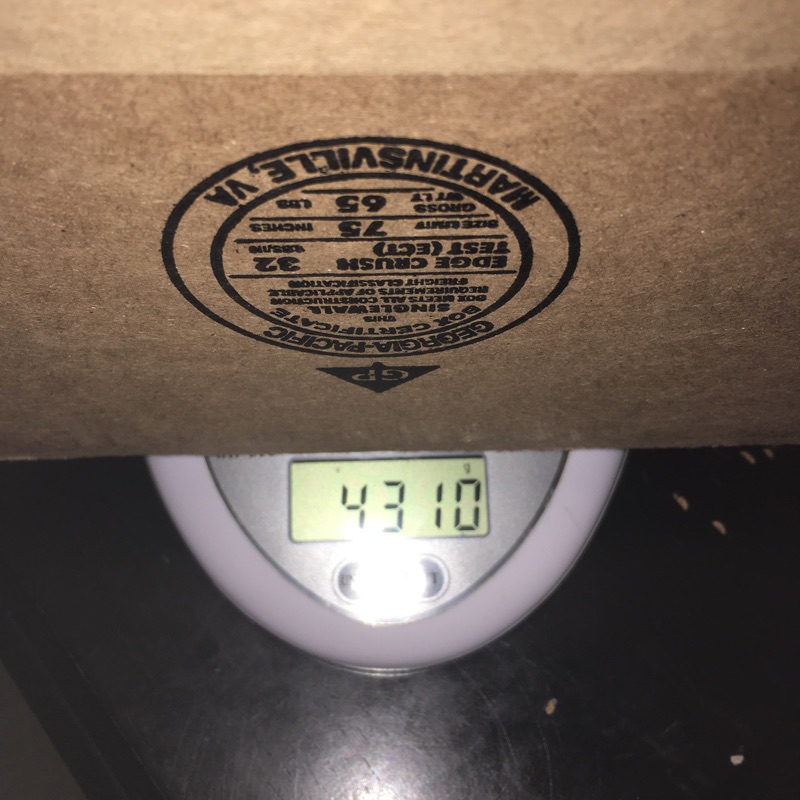 GP
GEORGIA-PACIFIC
BOX CERTIFICATE
THIS
SINGLEWALL
BOX MEETS ALL CONSTRUCTION
REQUIREMENTS OF APPLICABLE
FREIGHT CLASSIFICATION
EDGE CRUSH
TEST (ECT) 32 LBS/IN
SIZE LIMIT 75 INCHES
GROSS
WT LT 65 LBS
MARTINSVILLE, VA
g
4310